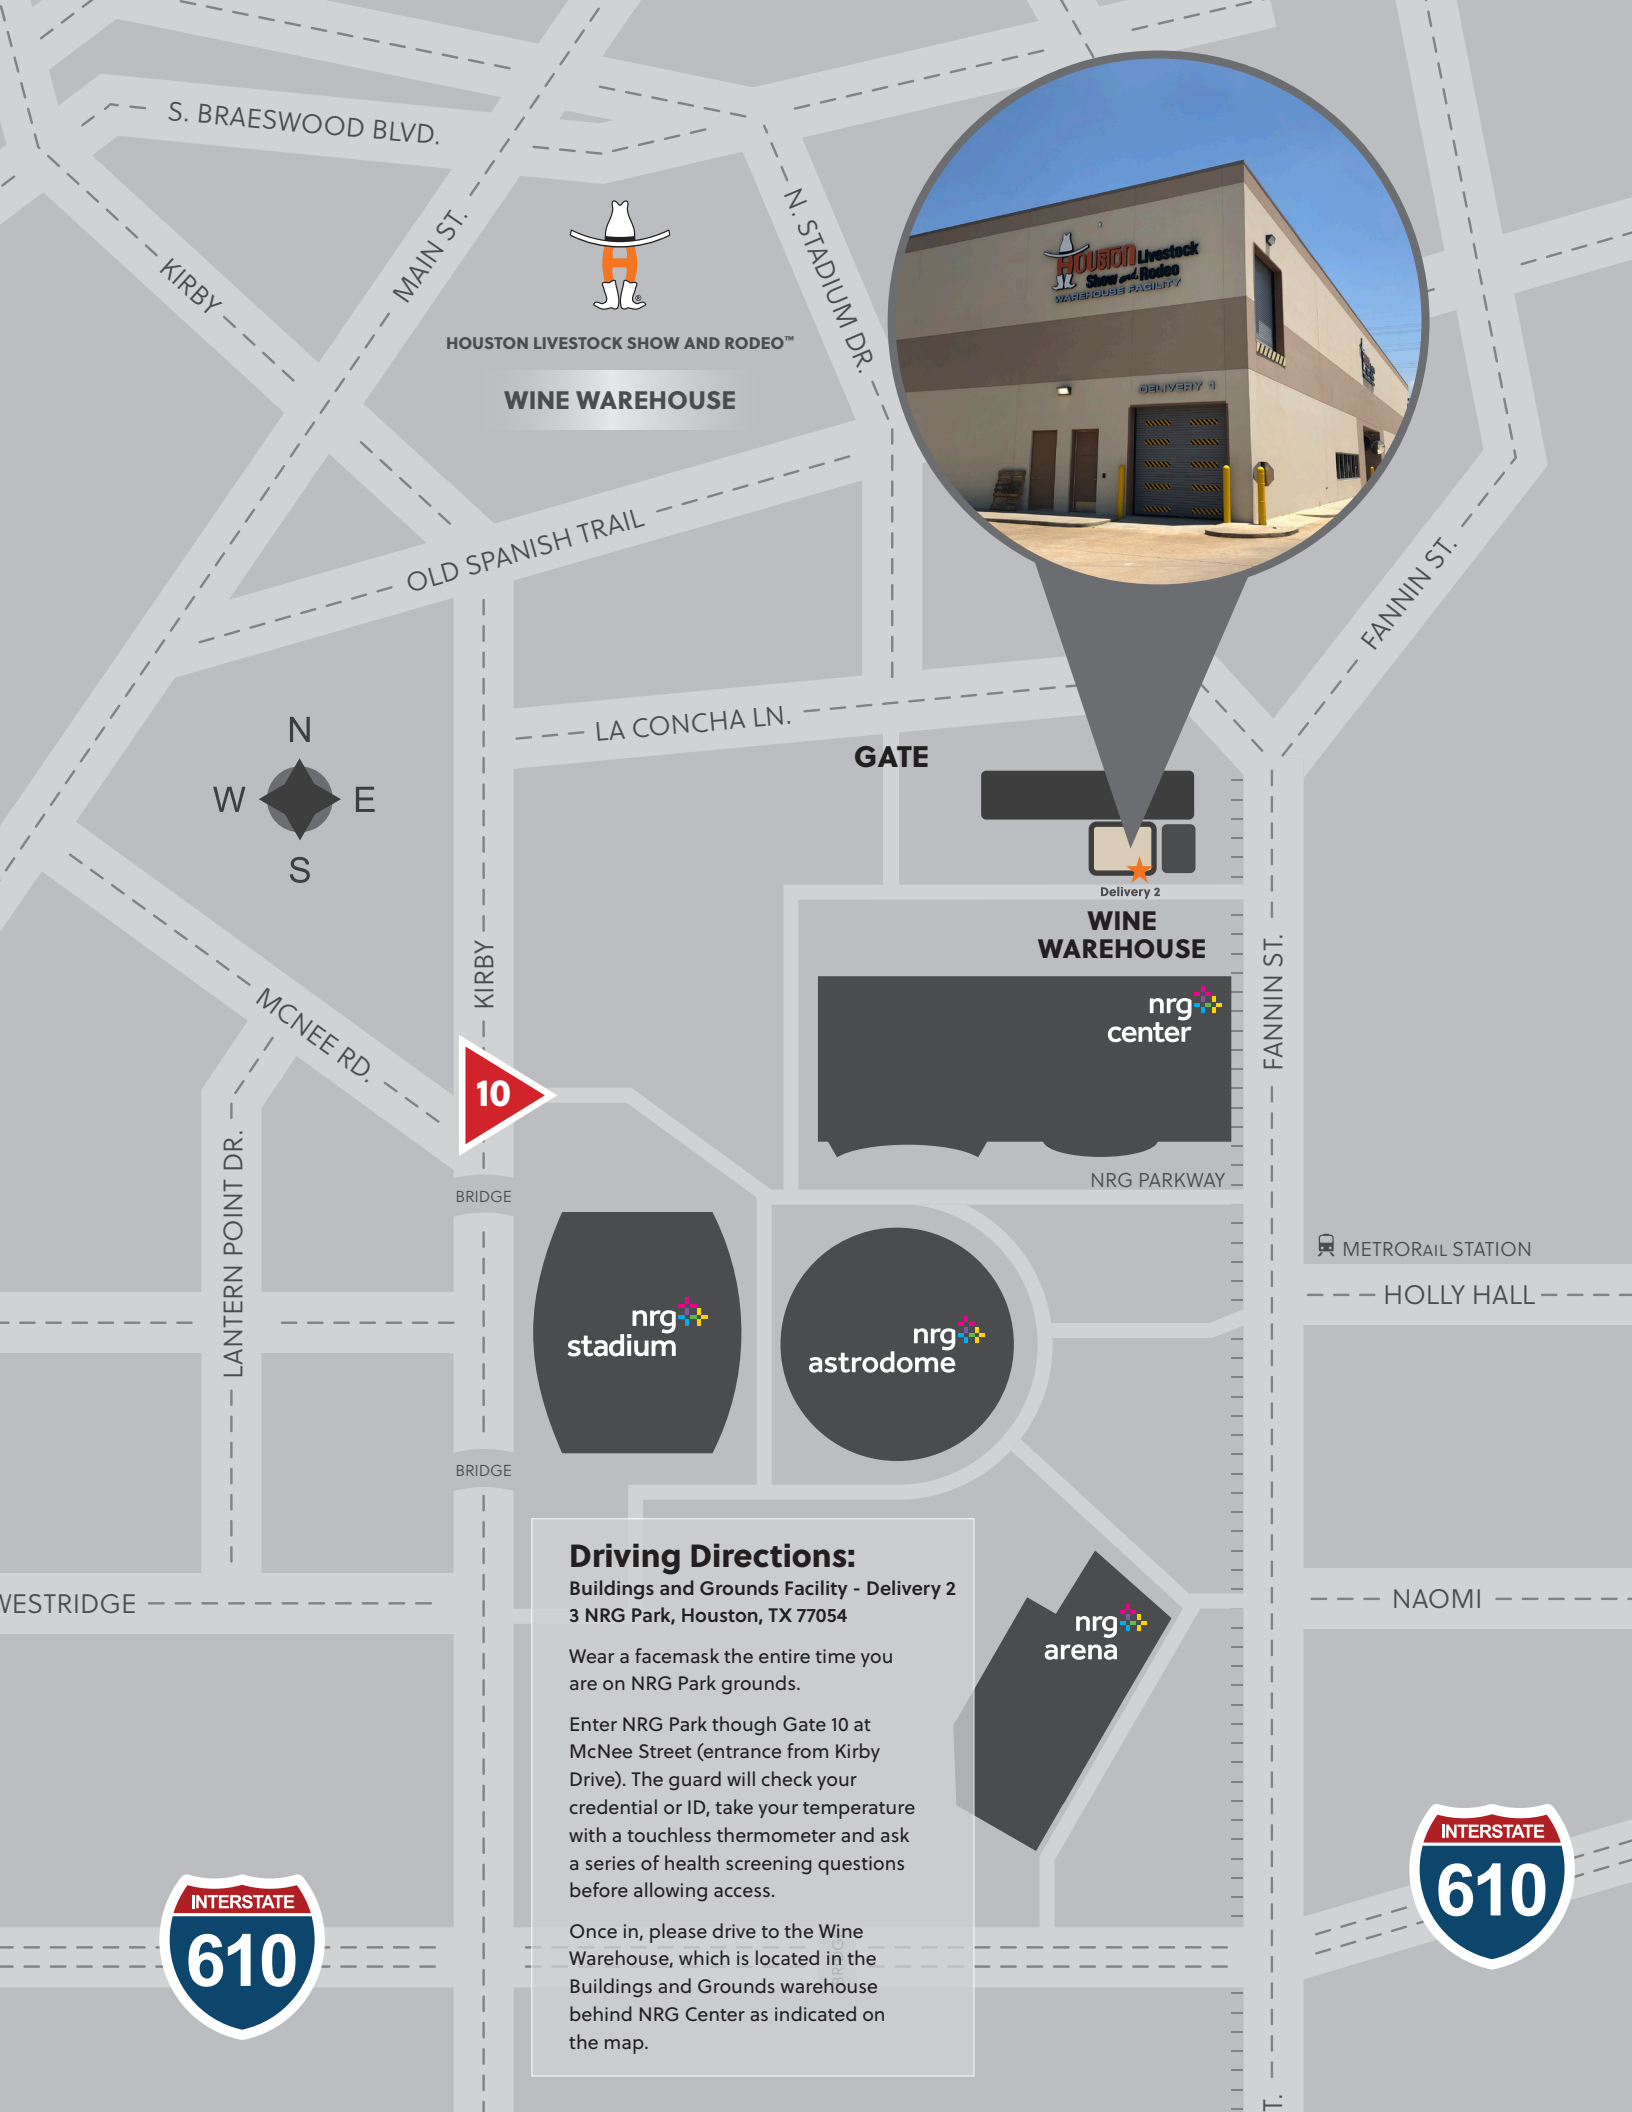 S. BRAESWOOD BLVD.
KIRBY
MAIN ST.
N. STADIUM DR.
H
®
HOUSTON LIVESTOCK SHOW AND RODEO™
WINE WAREHOUSE
HOUSTON Livestock
Show and Rodeo
WAREHOUSE FACILITY
DELIVERY 1
OLD SPANISH TRAIL
FANNIN ST.
LA CONCHA LN.
N
W E
S
GATE
Delivery 2
WINE
WAREHOUSE
KIRBY
FANNIN ST.
MCNEE RD.
nrg
center
10
NRG PARKWAY
BRIDGE
LANTERN POINT DR.
METRORAIL STATION
HOLLY HALL
nrg
stadium
nrg
astrodome
BRIDGE
WESTRIDGE
NAOMI
nrg
arena
Driving Directions:
Buildings and Grounds Facility - Delivery 2
3 NRG Park, Houston, TX 77054
Wear a facemask the entire time you
are on NRG Park grounds.
Enter NRG Park though Gate 10 at
McNee Street (entrance from Kirby
Drive). The guard will check your
credential or ID, take your temperature
with a touchless thermometer and ask
a series of health screening questions
before allowing access.
Once in, please drive to the Wine
Warehouse, which is located in the
Buildings and Grounds warehouse
behind NRG Center as indicated on
the map.
INTERSTATE
610
INTERSTATE
610
T.